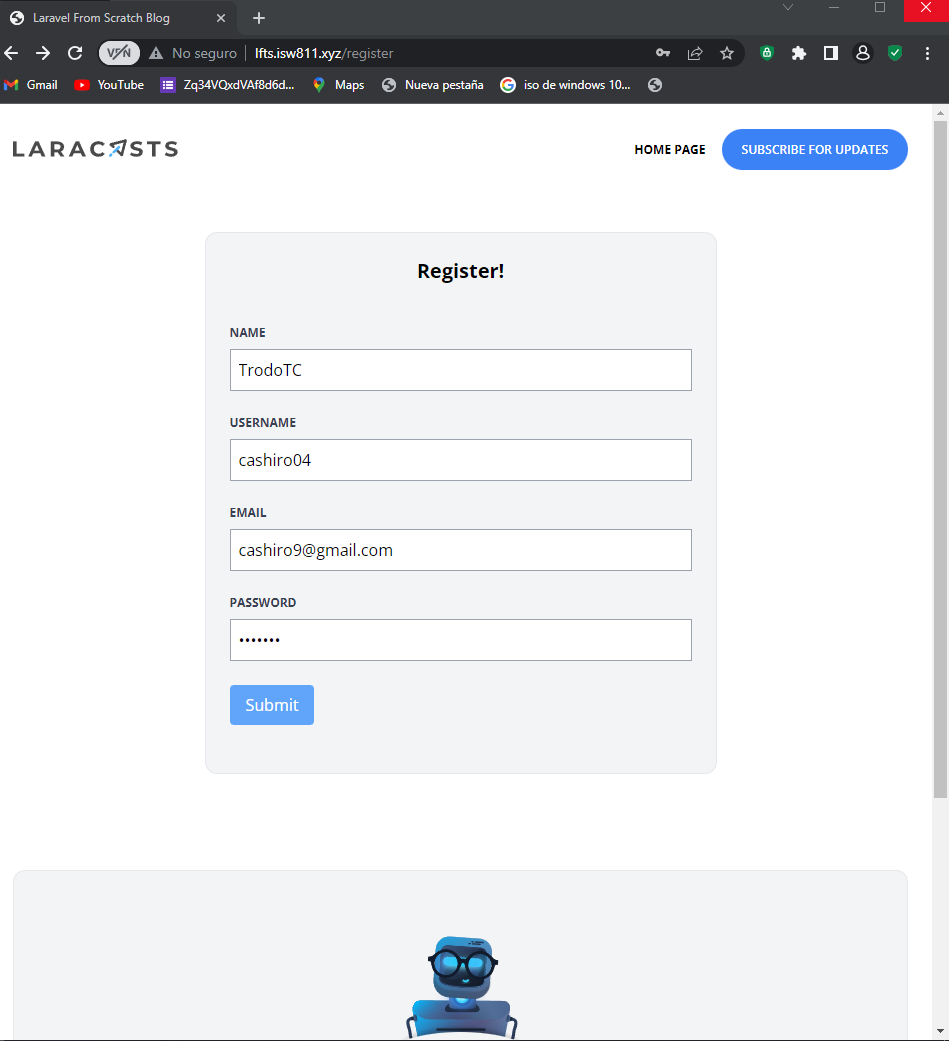 Laravel From Scratch Blog
VPN No seguro lfts.isw811.xyz/register
Gmail YouTube Zq34VQxdVAf8d6d... Maps Nueva pestaña iso de windows 10...
LARACASTS HOME PAGE SUBSCRIBE FOR UPDATES
Register!
NAME
TrodoTC
USERNAME
cashiro04
EMAIL
cashiro9@gmail.com
PASSWORD
•••••••
Submit